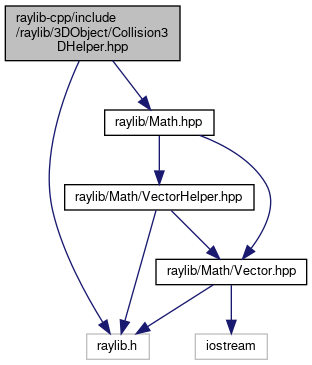 raylib-cpp/include
/raylib/3DObject/Collision3
DHelper.hpp
raylib/Math.hpp
raylib/Math/VectorHelper.hpp
raylib/Math/Vector.hpp
raylib.h
iostream